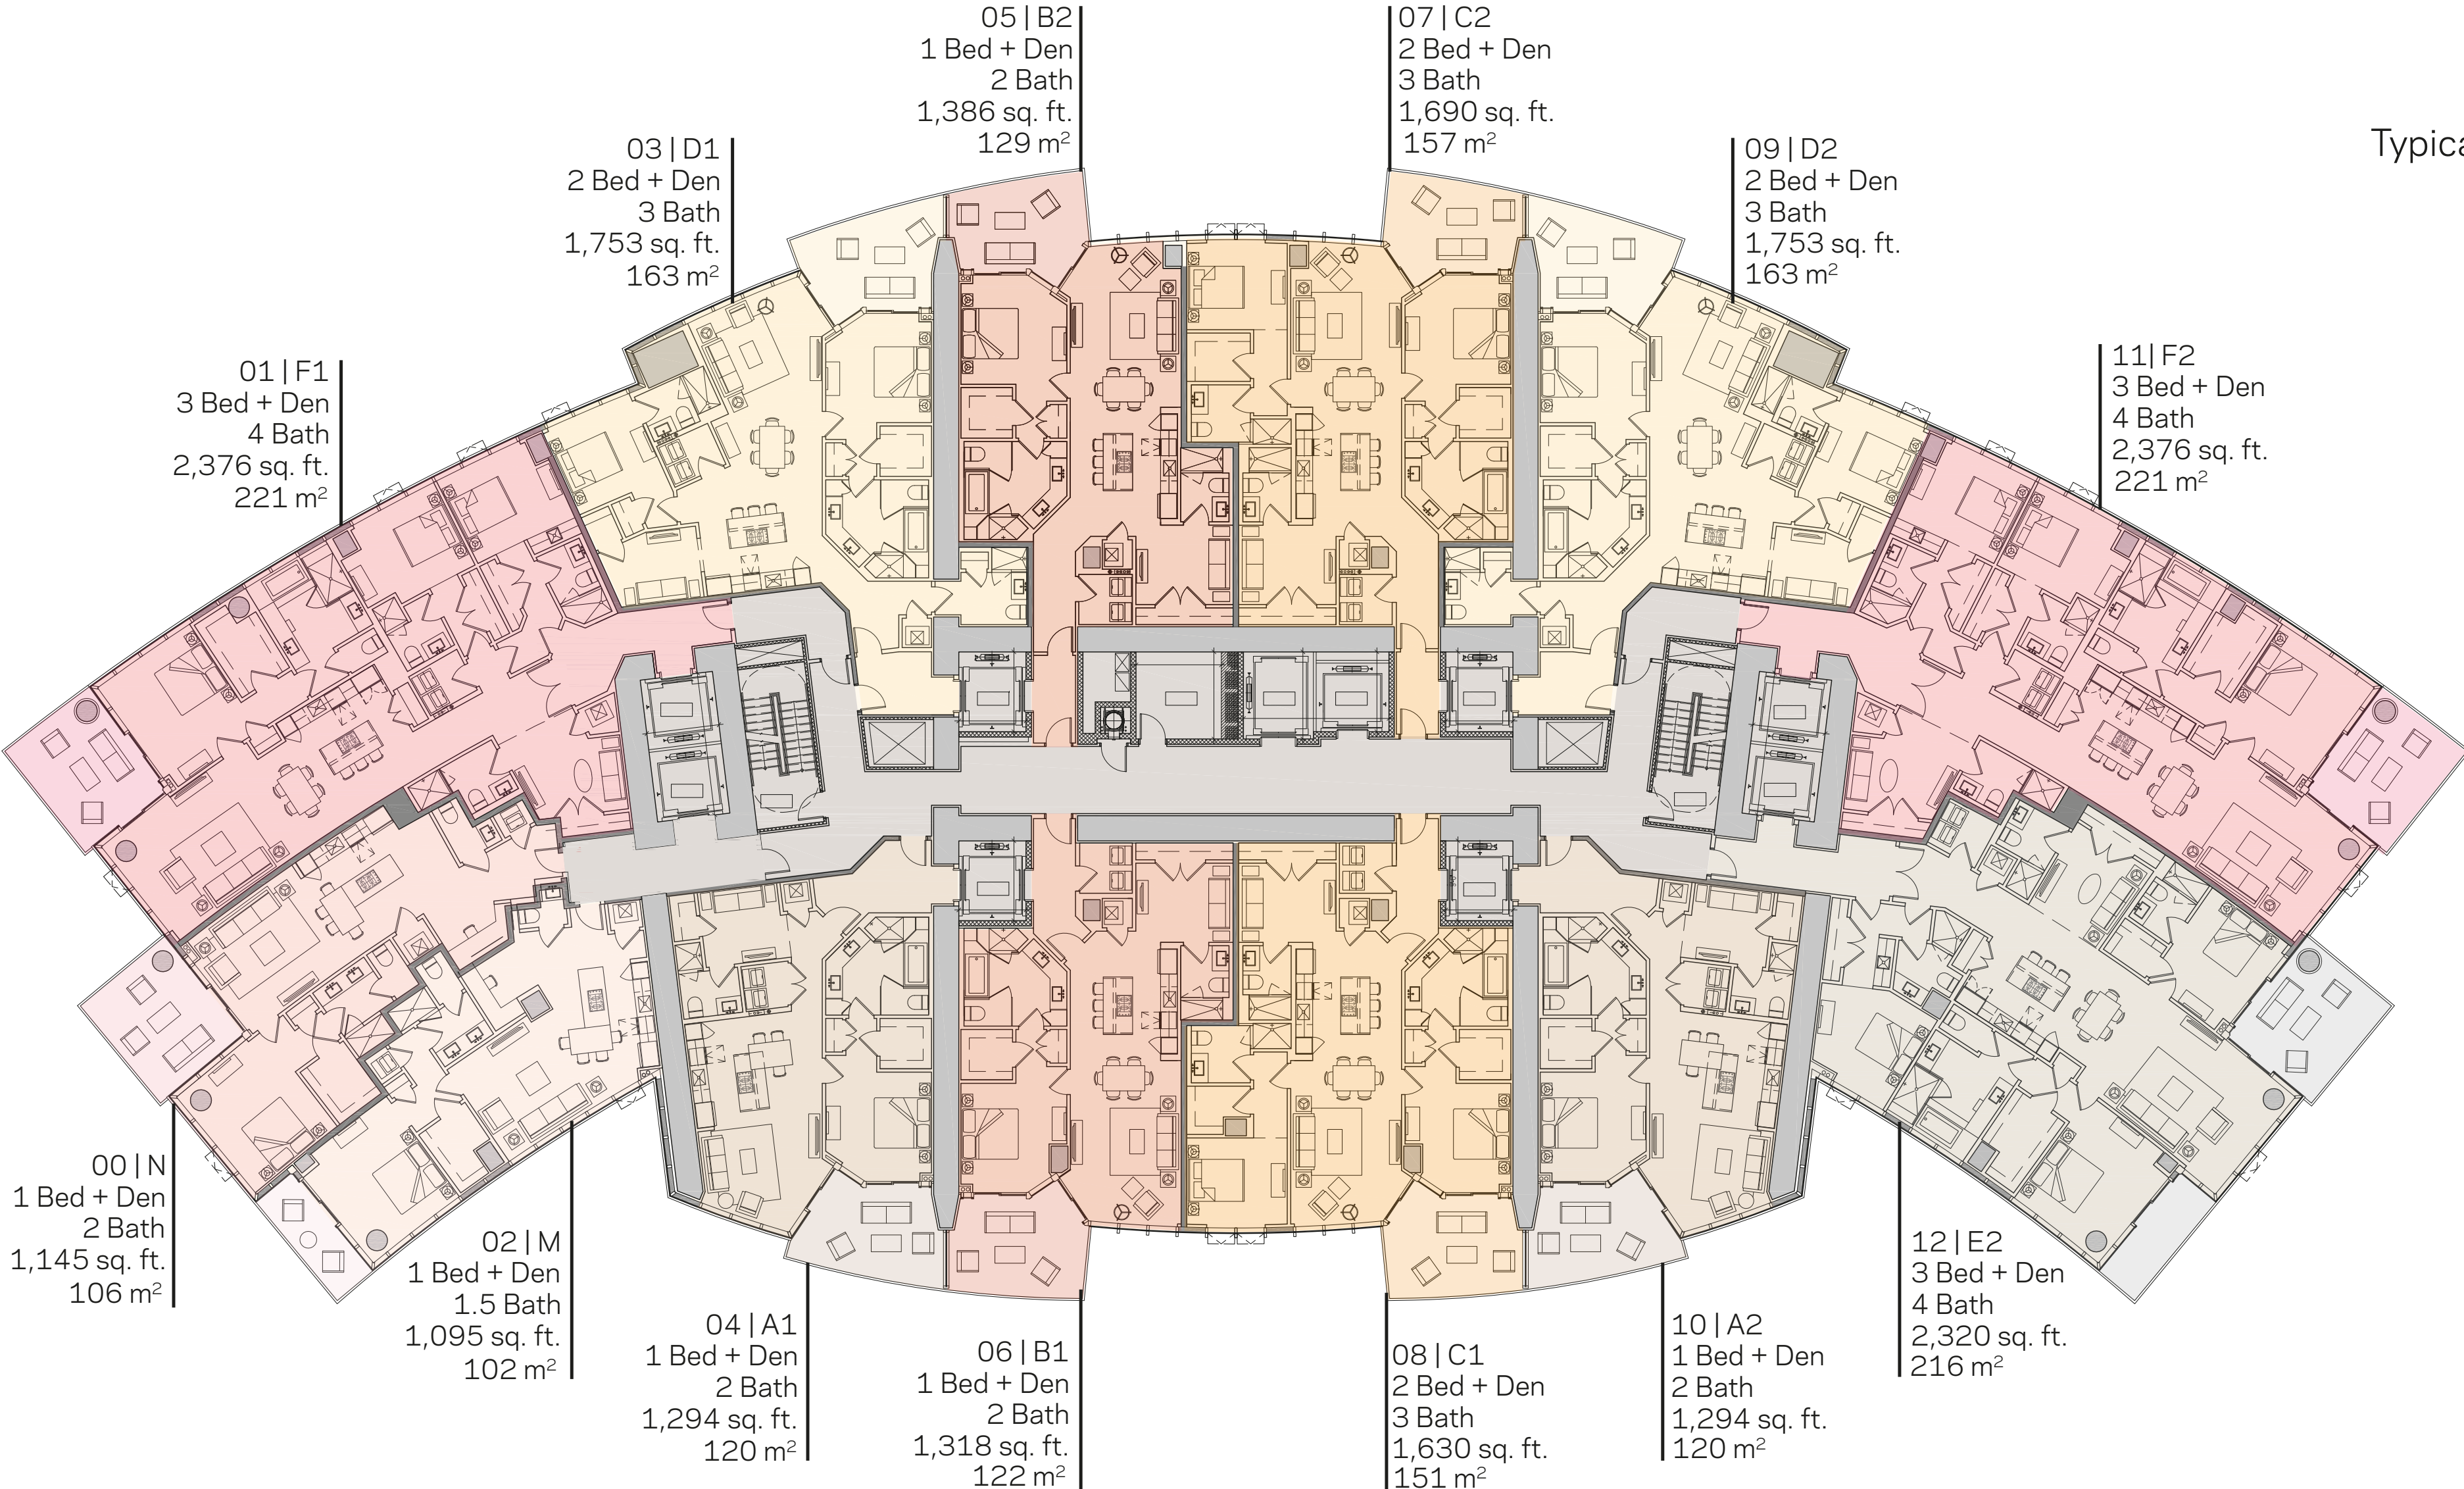 05 | B2
1 Bed + Den
2 Bath
1,386 sq. ft.
129 m²
07 | C2
2 Bed + Den
3 Bath
1,690 sq. ft.
157 m²
03 | D1
2 Bed + Den
3 Bath
1,753 sq. ft.
163 m²
09 | D2
2 Bed + Den
3 Bath
1,753 sq. ft.
163 m²
Typica
01 | F1
3 Bed + Den
4 Bath
2,376 sq. ft.
221 m²
11| F2
3 Bed + Den
4 Bath
2,376 sq. ft.
221 m²
00 | N
1 Bed + Den
2 Bath
1,145 sq. ft.
106 m²
02 | M
1 Bed + Den
1.5 Bath
1,095 sq. ft.
102 m²
04 | A1
1 Bed + Den
2 Bath
1,294 sq. ft.
120 m²
06 | B1
1 Bed + Den
2 Bath
1,318 sq. ft.
122 m²
08 | C1
2 Bed + Den
3 Bath
1,630 sq. ft.
151 m²
10 | A2
1 Bed + Den
2 Bath
1,294 sq. ft.
120 m²
12 | E2
3 Bed + Den
4 Bath
2,320 sq. ft.
216 m²